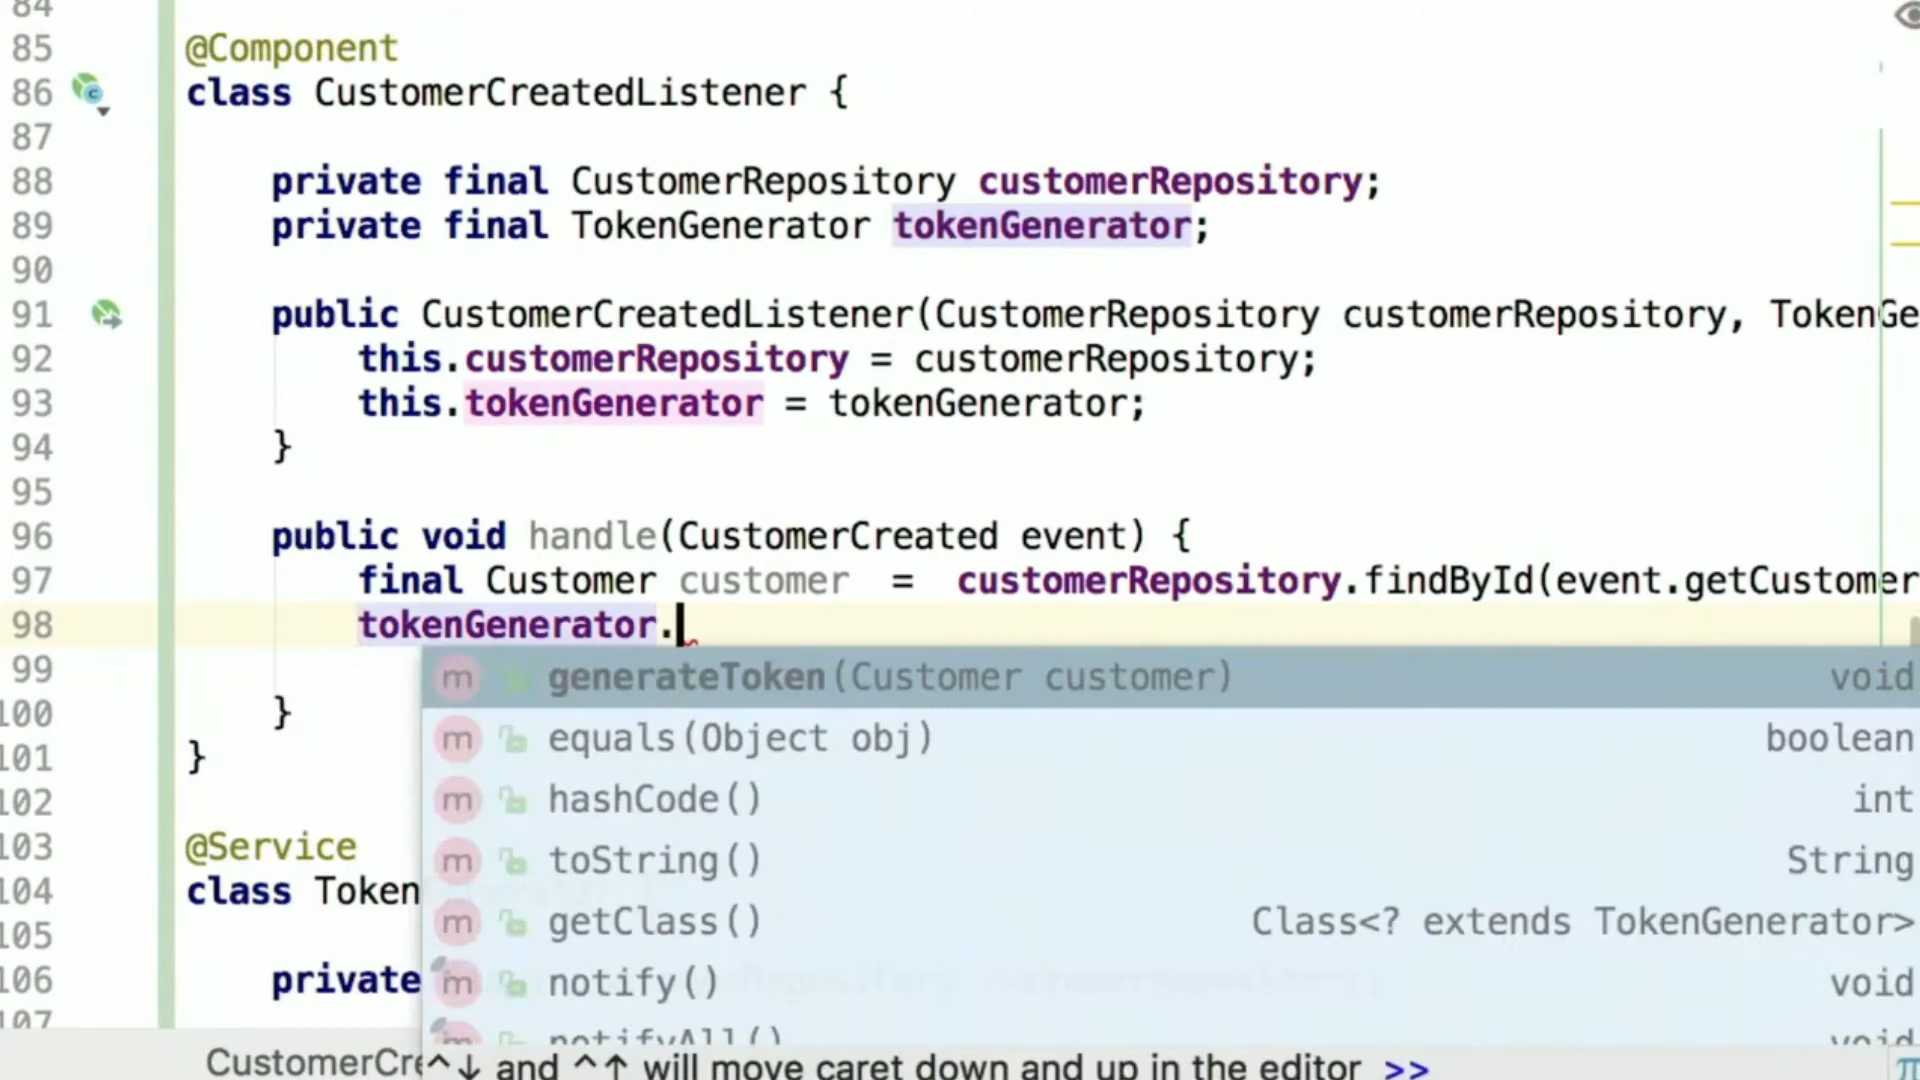 84
85 @Component
86 class CustomerCreatedListener {
87
88 private final CustomerRepository customerRepository;
89 private final TokenGenerator tokenGenerator;
90
91 public CustomerCreatedListener(CustomerRepository customerRepository, TokenGe
92 this.customerRepository = customerRepository;
93 this.tokenGenerator = tokenGenerator;
94 }
95
96 public void handle(CustomerCreated event) {
97 final Customer customer = customerRepository.findById(event.getCustomer
98 tokenGenerator.
99
m generateToken(Customer customer) void
100 }
m equals(Object obj) boolean
101 }
102
m hashCode() int
103 @Service
m toString() String
104 class Token
105
m getClass() Class<? extends TokenGenerator>
106 private
m notify() void
107
m notifyAll() void
CustomerCre
^↓ and ^↑ will move caret down and up in the editor >>
π